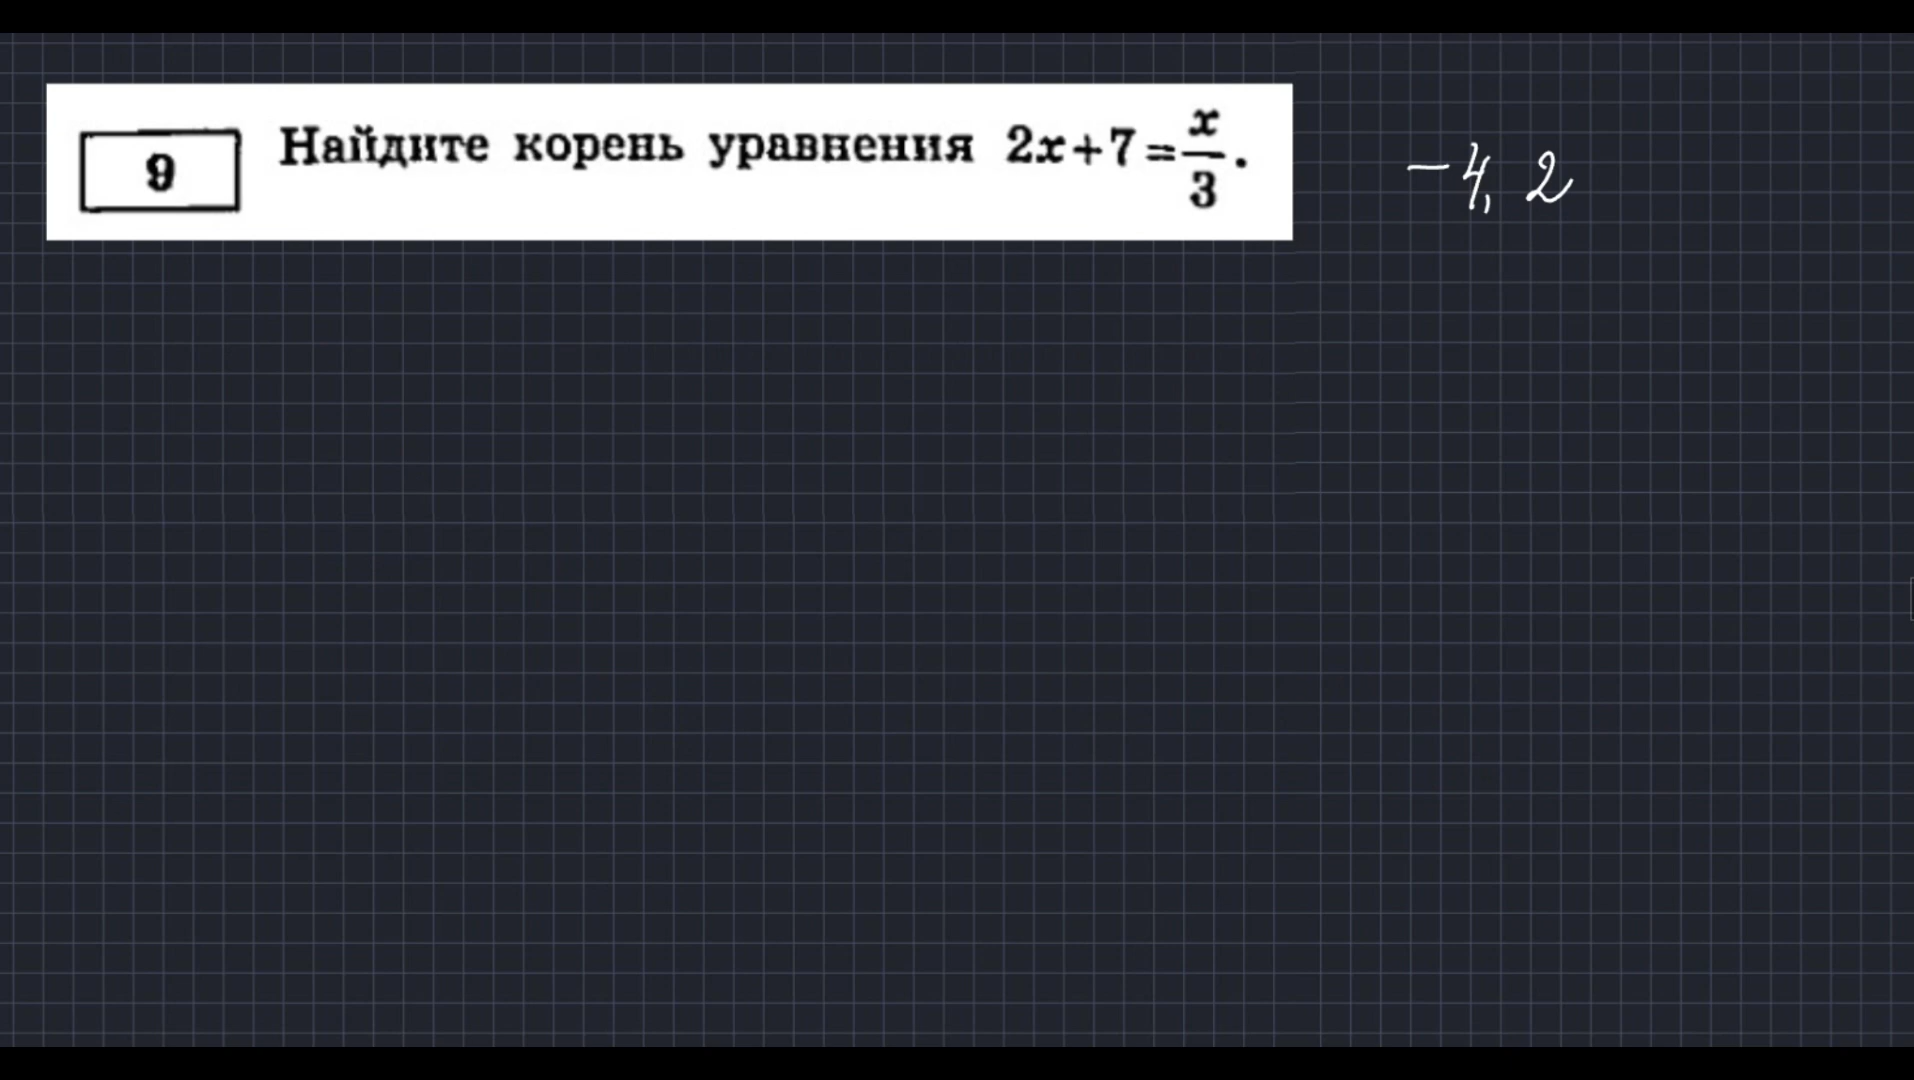 9 Найдите корень уравнения 2x+7=x/3. -4,2